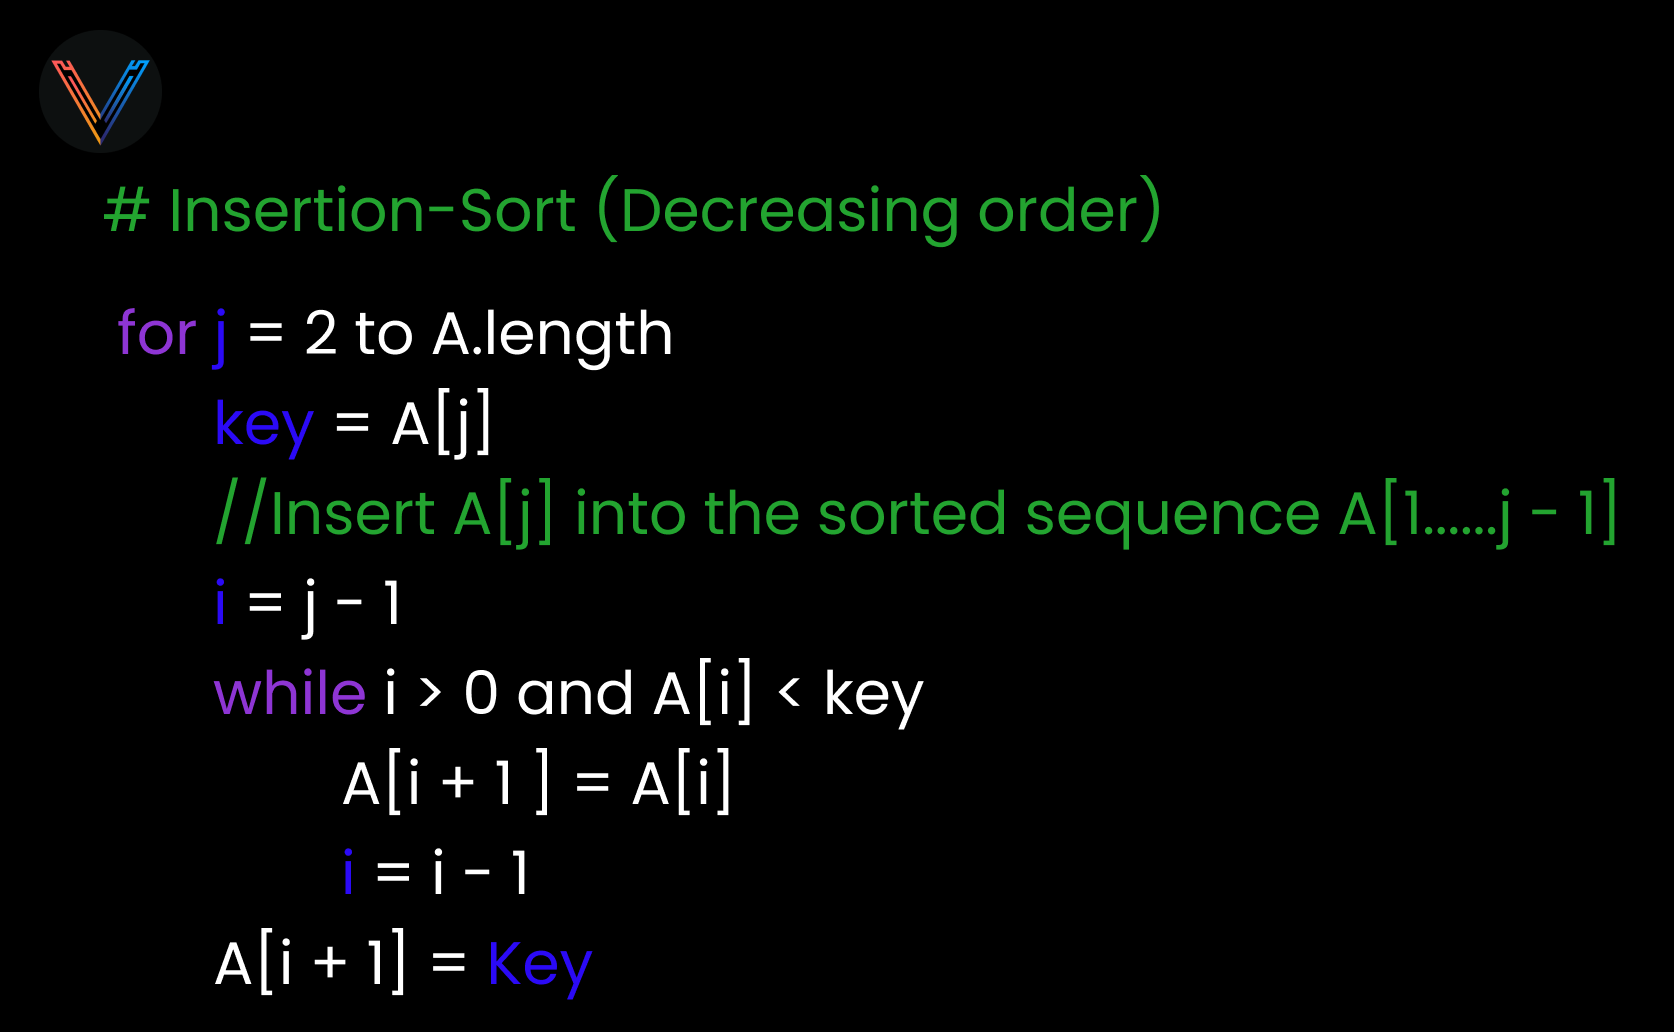 # Insertion-Sort (Decreasing order)
for j = 2 to A.length
key = A[j]
//Insert A[j] into the sorted sequence A[1......j - 1]
i = j - 1
while i > 0 and A[i] < key
A[i + 1 ] = A[i]
i = i - 1
A[i + 1] = Key